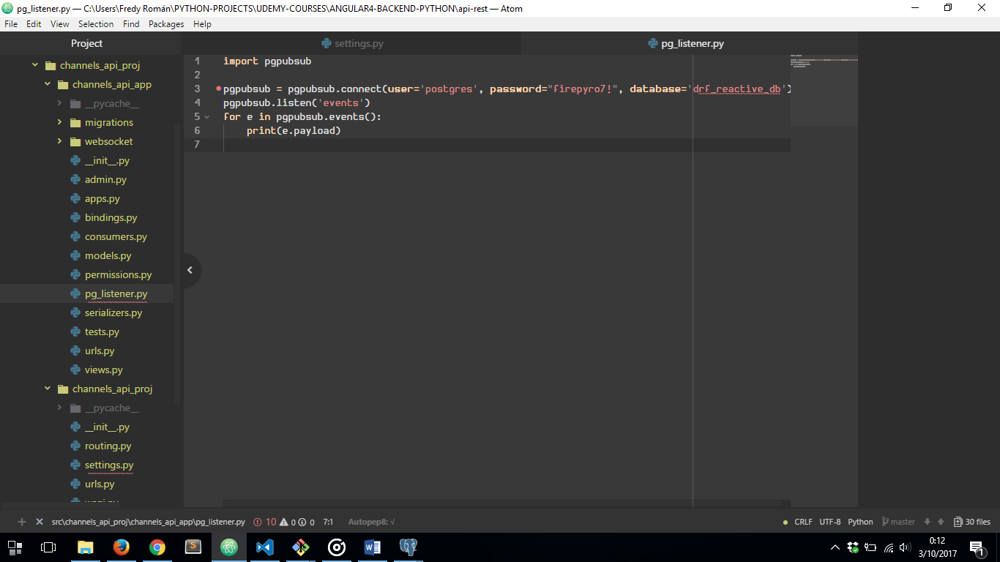 pg_listener.py — C:\Users\Fredy Román\PYTHON-PROJECTS\UDEMY-COURSES\ANGULAR4-BACKEND-PYTHON\api-rest — Atom
File Edit View Selection Find Packages Help
Project
settings.py
pg_listener.py
channels_api_proj
channels_api_app
__pycache__
migrations
websocket
__init__.py
admin.py
apps.py
bindings.py
consumers.py
models.py
permissions.py
pg_listener.py
serializers.py
tests.py
urls.py
views.py
channels_api_proj
__pycache__
__init__.py
routing.py
settings.py
urls.py
1 import pgpubsub
2
3 pgpubsub = pgpubsub.connect(user='postgres', password="firepyro7!", database='drf_reactive_db')
4 pgpubsub.listen('events')
5 for e in pgpubsub.events():
6 print(e.payload)
7
src\channels_api_proj\channels_api_app\pg_listener.py 10 0 0 7:1 Autopep8: √
CRLF UTF-8 Python master 30 files
0:12
3/10/2017
1